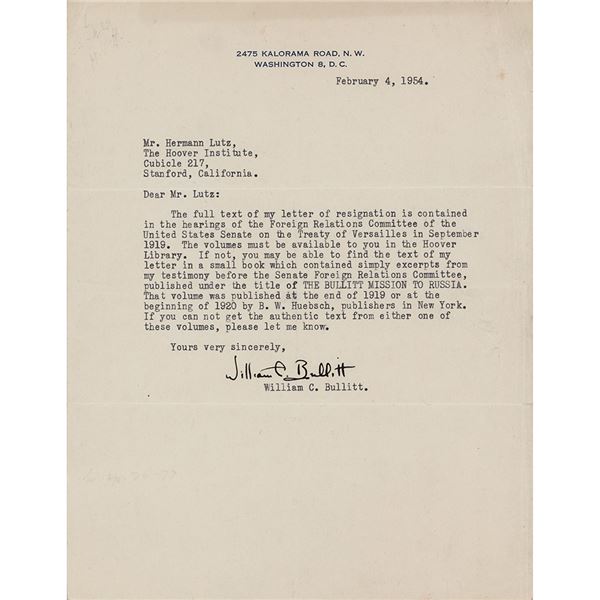 2475 KALORAMA ROAD, N. W.
WASHINGTON 8, D. C.
February 4, 1954.
Mr. Hermann Lutz,
The Hoover Institute,
Cubicle 217,
Stanford, California.
Dear Mr. Lutz:
The full text of my letter of resignation is contained
in the hearings of the Foreign Relations Committee of the
United States Senate on the Treaty of Versailles in September
1919. The volumes must be available to you in the Hoover
Library. If not, you may be able to find the text of my
letter in a small book which contained simply excerpts from
my testimony before the Senate Foreign Relations Committee,
published under the title of THE BULLITT MISSION TO RUSSIA.
That volume was published at the end of 1919 or at the
beginning of 1920 by B. W. Huebsch, publishers in New York.
If you can not get the authentic text from either one of
these volumes, please let me know.
Yours very sincerely,
William C. Bullitt
William C. Bullitt.